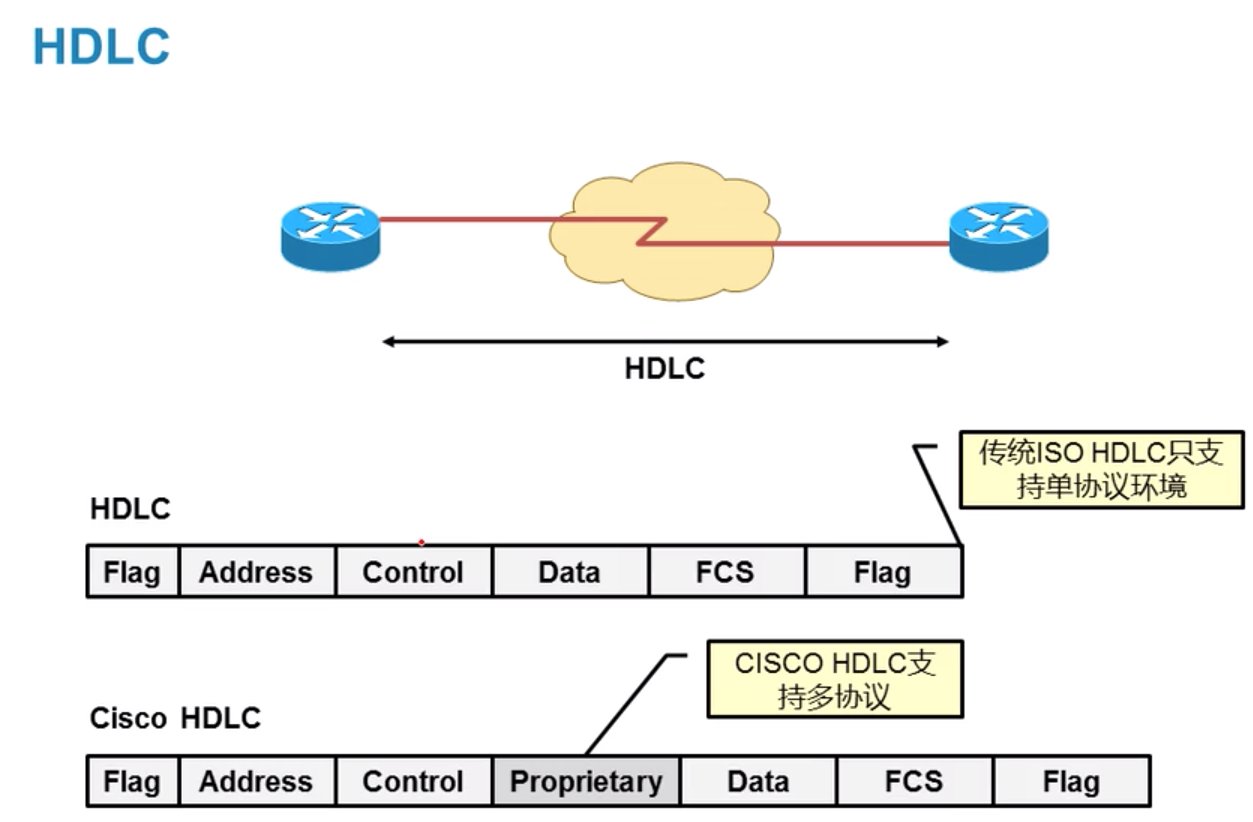 HDLC
HDLC
传统ISO HDLC只支
持单协议环境
HDLC
Flag Address Control Data FCS Flag
CISCO HDLC支
持多协议
Cisco HDLC
Flag Address Control Proprietary Data FCS Flag